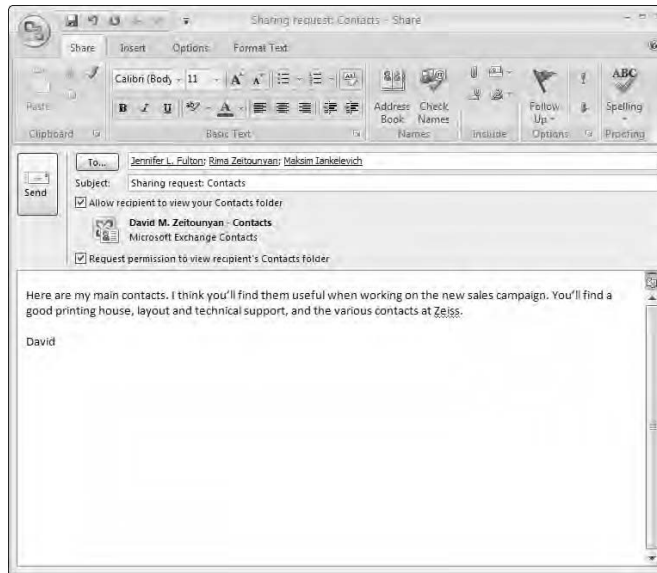 Sharing request: Contacts - Share
Share Insert Options Format Text
Calibri (Body 11 A A
Paste B I U ab A Address Book Check Names Follow Up ABC Spelling
Clipboard Basic Text Names Include Options Proofing
To... Jennifer L. Fulton; Rima Zeitounyan; Maksim Iankelevich
Send Subject: Sharing request: Contacts
Allow recipient to view your Contacts folder
David M. Zeitounyan - Contacts
Microsoft Exchange Contacts
Request permission to view recipient's Contacts folder
Here are my main contacts. I think you'll find them useful when working on the new sales campaign. You'll find a
good printing house, layout and technical support, and the various contacts at Zeiss.
David